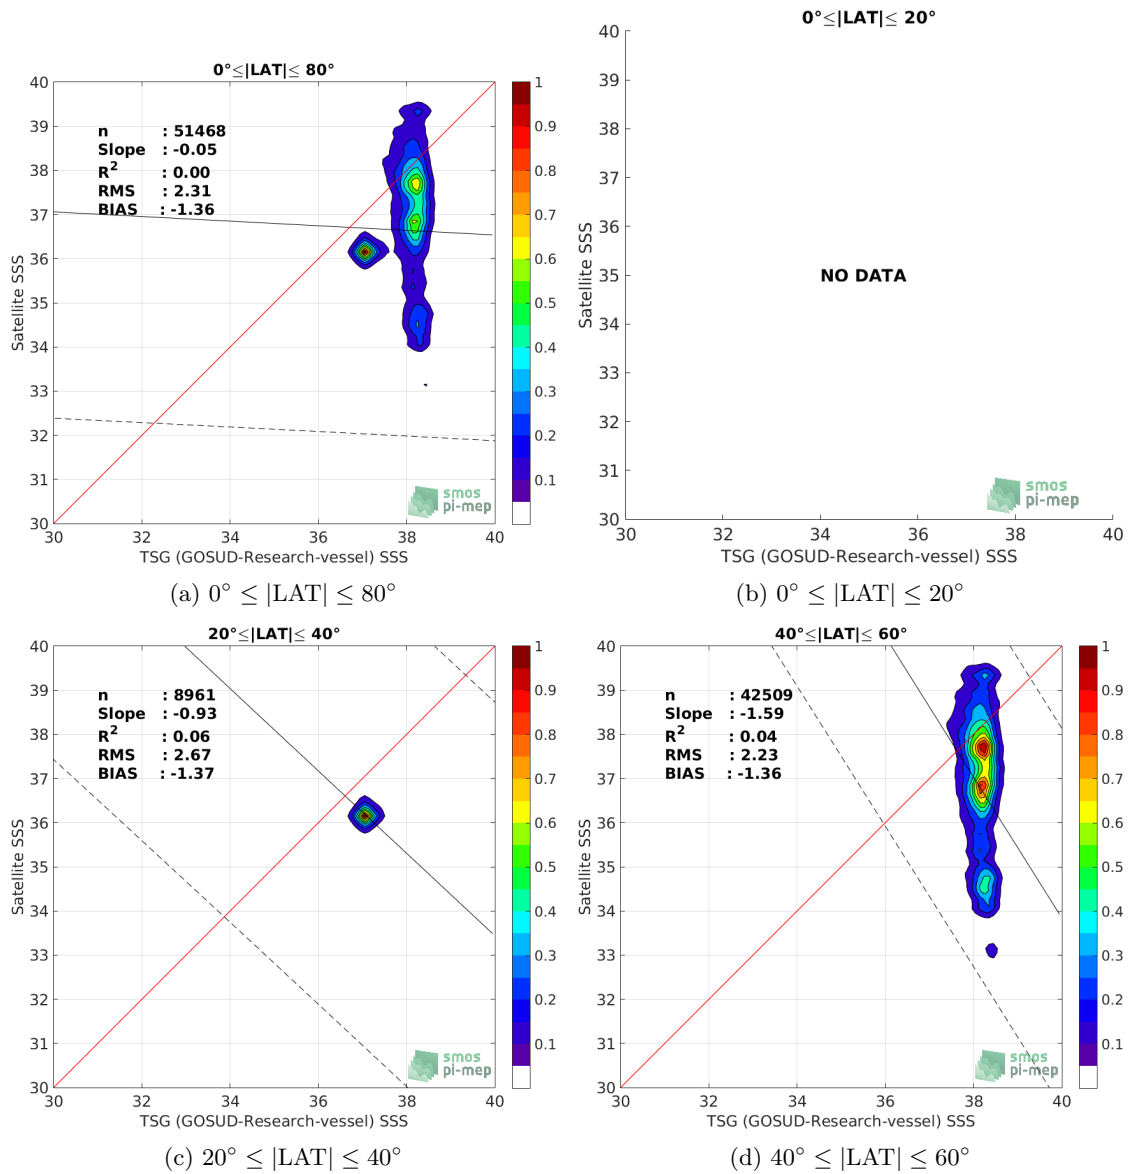 0°≤|LAT|≤ 80°
40
39
38
37
36
35
34
33
32
31
30
Satellite SSS
n : 51468
Slope : -0.05
R2 : 0.00
RMS : 2.31
BIAS : -1.36
1
0.9
0.8
0.7
0.6
0.5
0.4
0.3
0.2
0.1
smos
pi-mep
30 32 34 36 38 40
TSG (GOSUD-Research-vessel) SSS
(a) 0° ≤ |LAT| ≤ 80°
0°≤|LAT|≤ 20°
40
39
38
37
36
35
34
33
32
31
30
Satellite SSS
NO DATA
smos
pi-mep
30 32 34 36 38 40
TSG (GOSUD-Research-vessel) SSS
(b) 0° ≤ |LAT| ≤ 20°
20°≤|LAT|≤ 40°
40
39
38
37
36
35
34
33
32
31
30
Satellite SSS
n : 8961
Slope : -0.93
R2 : 0.06
RMS : 2.67
BIAS : -1.37
1
0.9
0.8
0.7
0.6
0.5
0.4
0.3
0.2
0.1
smos
pi-mep
30 32 34 36 38 40
TSG (GOSUD-Research-vessel) SSS
(c) 20° ≤ |LAT| ≤ 40°
40°≤|LAT|≤ 60°
40
39
38
37
36
35
34
33
32
31
30
Satellite SSS
n : 42509
Slope : -1.59
R2 : 0.04
RMS : 2.23
BIAS : -1.36
1
0.9
0.8
0.7
0.6
0.5
0.4
0.3
0.2
0.1
smos
pi-mep
30 32 34 36 38 40
TSG (GOSUD-Research-vessel) SSS
(d) 40° ≤ |LAT| ≤ 60°